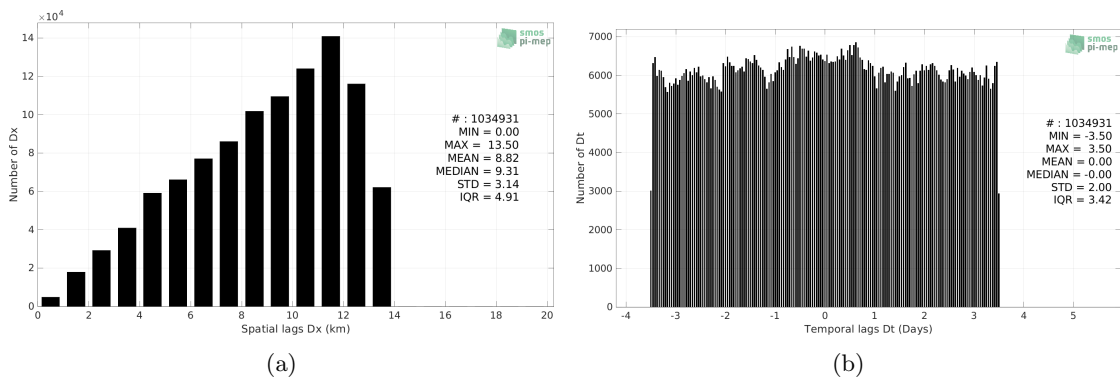 ×10⁴
14
12
10
8
6
4
2
0
0 2 4 6 8 10 12 14 16 18 20
Number of Dx
Spatial lags Dx (km)
smos
pi-mep
# : 1034931
MIN = 0.00
MAX = 13.50
MEAN = 8.82
MEDIAN = 9.31
STD = 3.14
IQR = 4.91
(a)
7000
6000
5000
4000
3000
2000
1000
0
-4 -3 -2 -1 0 1 2 3 4 5
Number of Dt
Temporal lags Dt (Days)
smos
pi-mep
# : 1034931
MIN = -3.50
MAX = 3.50
MEAN = 0.00
MEDIAN = -0.00
STD = 2.00
IQR = 3.42
(b)